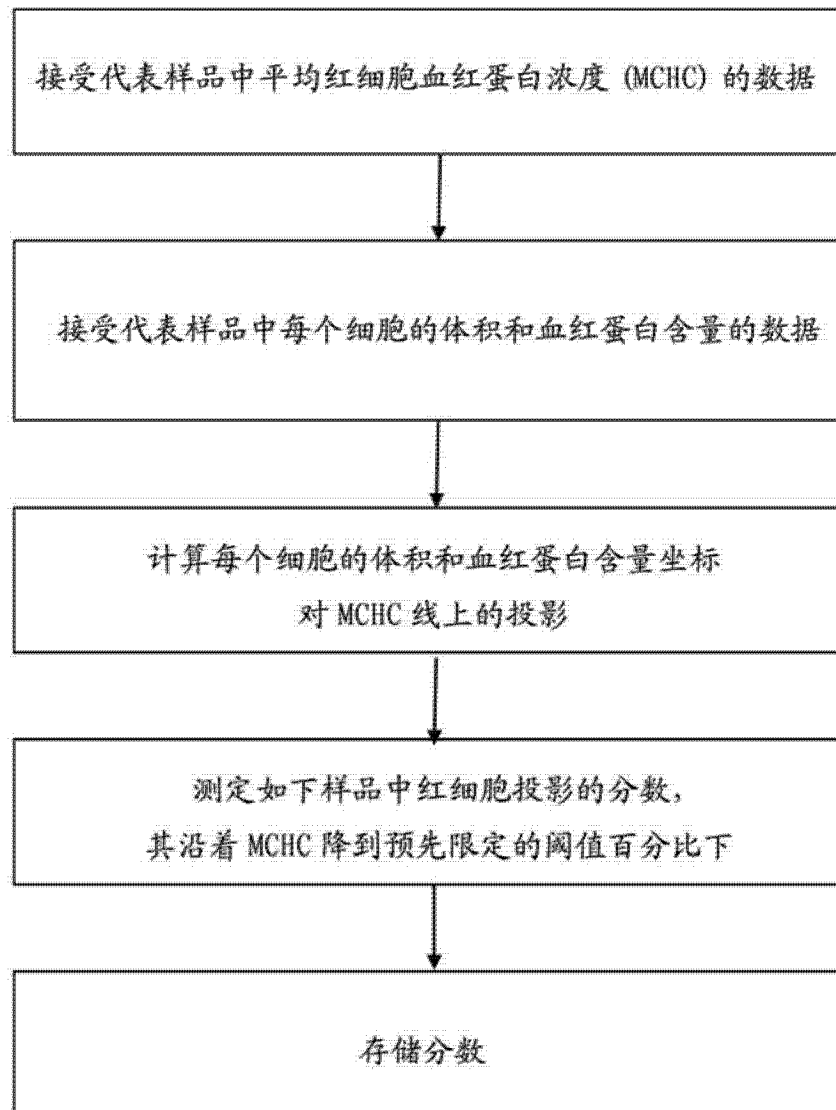 接受代表样品中平均红细胞血红蛋白浓度 (MCHC) 的数据
接受代表样品中每个细胞的体积和血红蛋白含量的数据
计算每个细胞的体积和血红蛋白含量坐标
对 MCHC 线上的投影
测定如下样品中红细胞投影的分数,
其沿着 MCHC 降到预先限定的阈值百分比下
存储分数